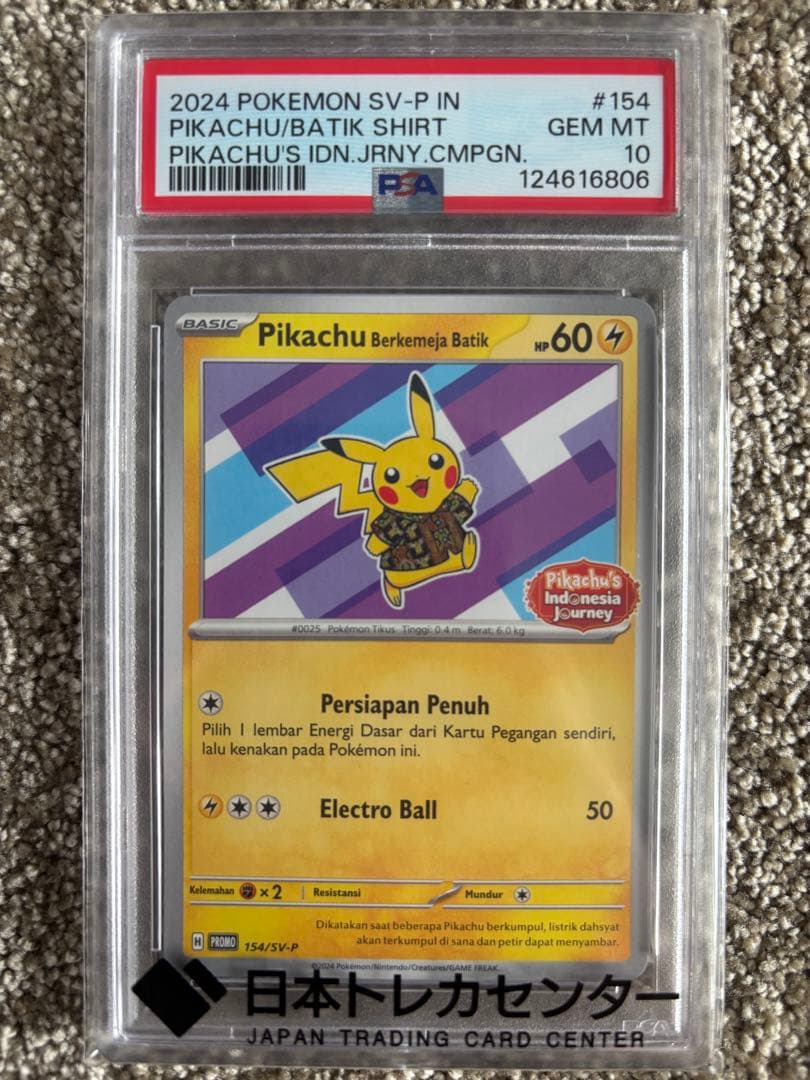 2024 POKEMON SV-P IN #154
PIKACHU/BATIK SHIRT GEM MT
PIKACHU'S IDN.JRNY.CMPGN. 10
PSA 124616806
BASIC Pikachu Berkemeja Batik HP 60
Pikachu's
Indonesia
Journey
#0025 Pokémon Tikus Tinggi: 0.4 m Berat: 6.0 kg
Persiapan Penuh
Pilih 1 lembar Energi Dasar dari Kartu Pegangan sendiri,
lalu kenakan pada Pokémon ini.
Electro Ball 50
Kelemahan ×2 Resistansi Mundur
Dikatakan saat beberapa Pikachu berkumpul, listrik dahsyat
akan terkumpul di sana dan petir dapat menyambar.
H PROMO 154/SV-P
©2024 Pokémon/Nintendo/Creatures/GAME FREAK.
日本トレカセンター
JAPAN TRADING CARD CENTER